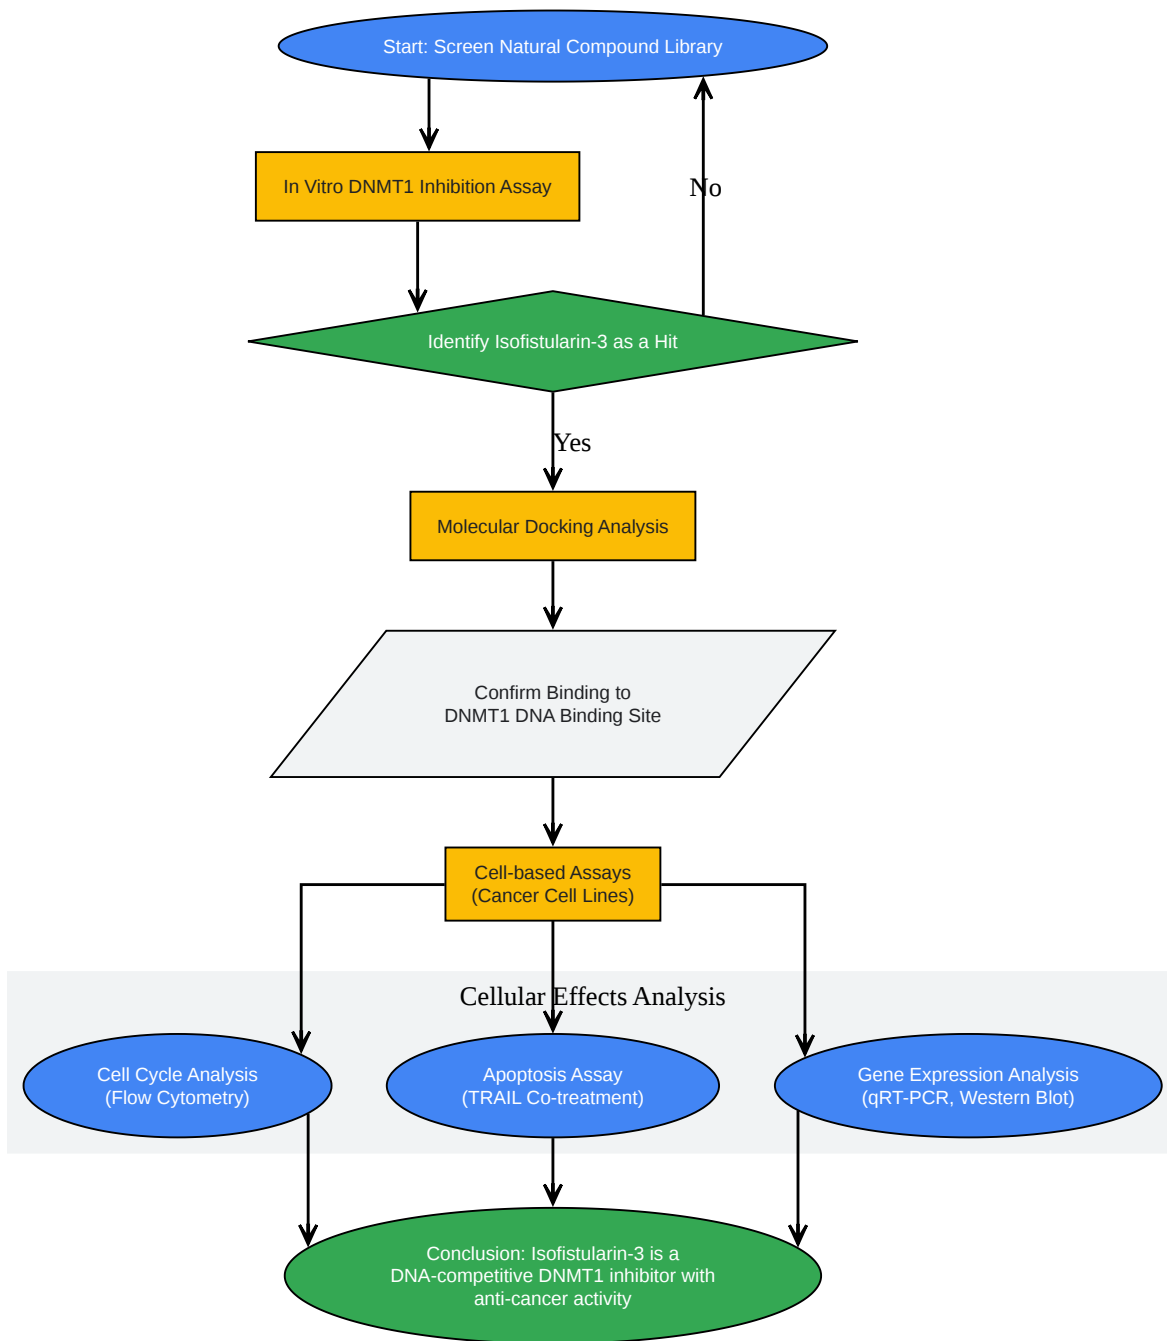 Start: Screen Natural Compound Library
In Vitro DNMT1 Inhibition Assay
No
Identify Isofistularin-3 as a Hit
Yes
Molecular Docking Analysis
Confirm Binding to
DNMT1 DNA Binding Site
Cell-based Assays
(Cancer Cell Lines)
Cellular Effects Analysis
Cell Cycle Analysis
(Flow Cytometry)
Apoptosis Assay
(TRAIL Co-treatment)
Gene Expression Analysis
(qRT-PCR, Western Blot)
Conclusion: Isofistularin-3 is a
DNA-competitive DNMT1 inhibitor with
anti-cancer activity